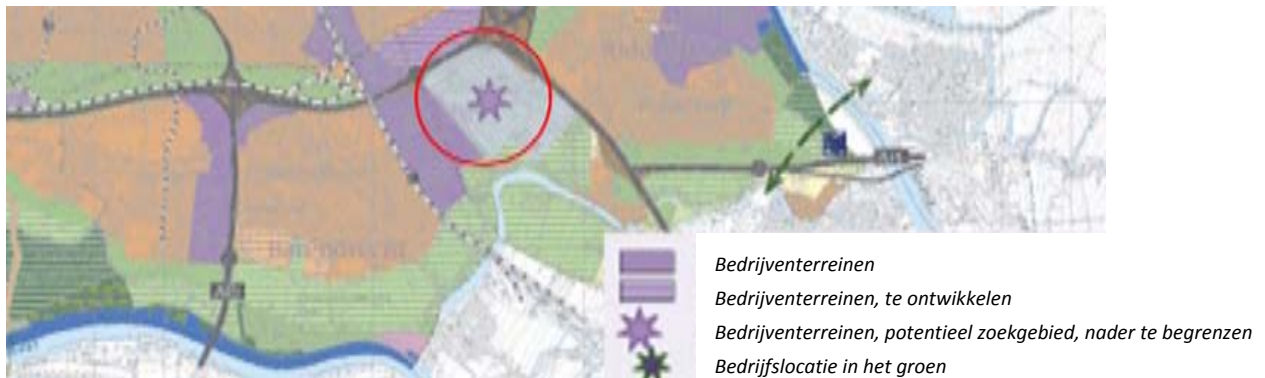 Bedrijventerreinen
Bedrijventerreinen, te ontwikkelen
Bedrijventerreinen, potentieel zoekgebied, nader te begrenzen
Bedrijfslocatie in het groen